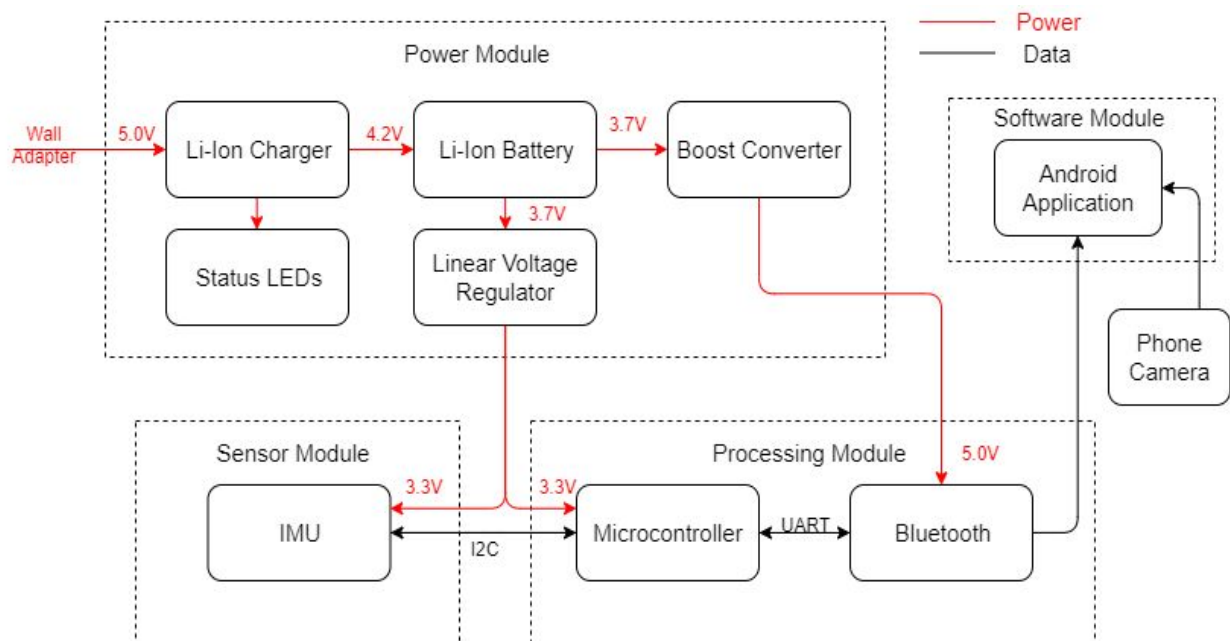 Power
Data
Power Module
Wall
Adapter
5.0V
Li-Ion Charger
4.2V
Li-Ion Battery
3.7V
Boost Converter
Software Module
Android
Application
3.7V
Status LEDs
Linear Voltage
Regulator
Phone
Camera
Sensor Module
Processing Module
5.0V
3.3V
3.3V
IMU
I2C
Microcontroller
UART
Bluetooth